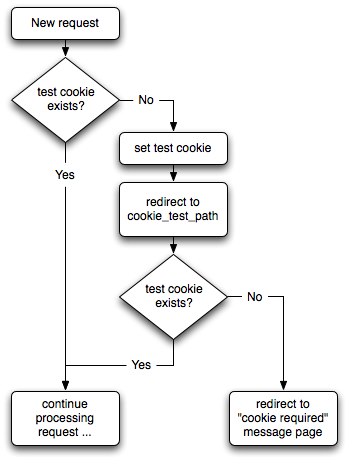 New request
test cookie
exists?
No
set test cookie
Yes
redirect to
cookie_test_path
test cookie
exists?
No
Yes
continue
processing
request ...
redirect to
"cookie required"
message page